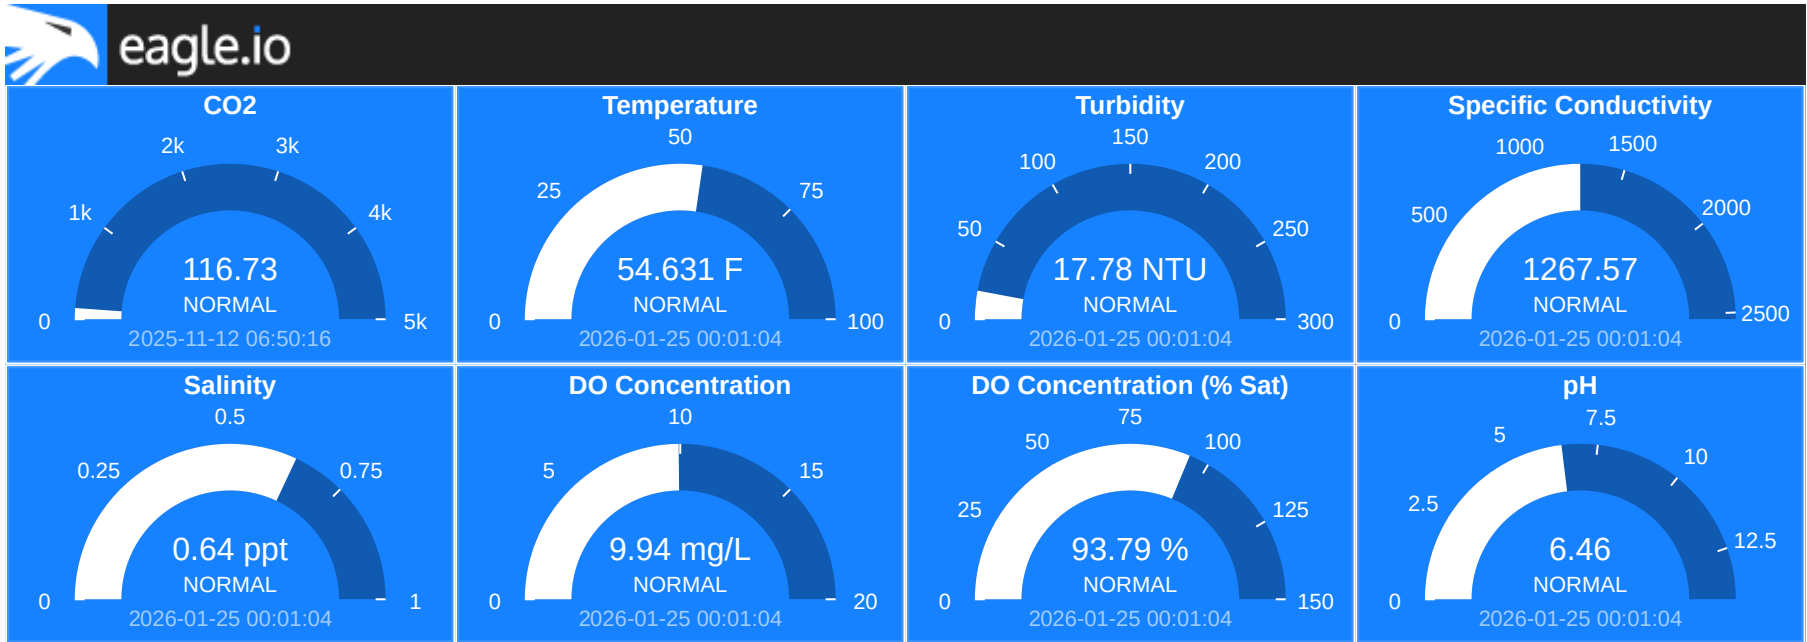 eagle.io
CO2
2k
3k
1k
4k
116.73
NORMAL
0
5k
2025-11-12 06:50:16
Temperature
50
25
75
54.631 F
NORMAL
0
100
2026-01-25 00:01:04
Turbidity
150
100
200
50
250
17.78 NTU
NORMAL
0
300
2026-01-25 00:01:04
Specific Conductivity
1000
1500
500
2000
1267.57
NORMAL
0
2500
2026-01-25 00:01:04
Salinity
0.5
0.25
0.75
0.64 ppt
NORMAL
0
1
2026-01-25 00:01:04
DO Concentration
10
5
15
9.94 mg/L
NORMAL
0
20
2026-01-25 00:01:04
DO Concentration (% Sat)
75
50
100
25
125
93.79 %
NORMAL
0
150
2026-01-25 00:01:04
pH
7.5
5
10
2.5
12.5
6.46
NORMAL
0
2026-01-25 00:01:04